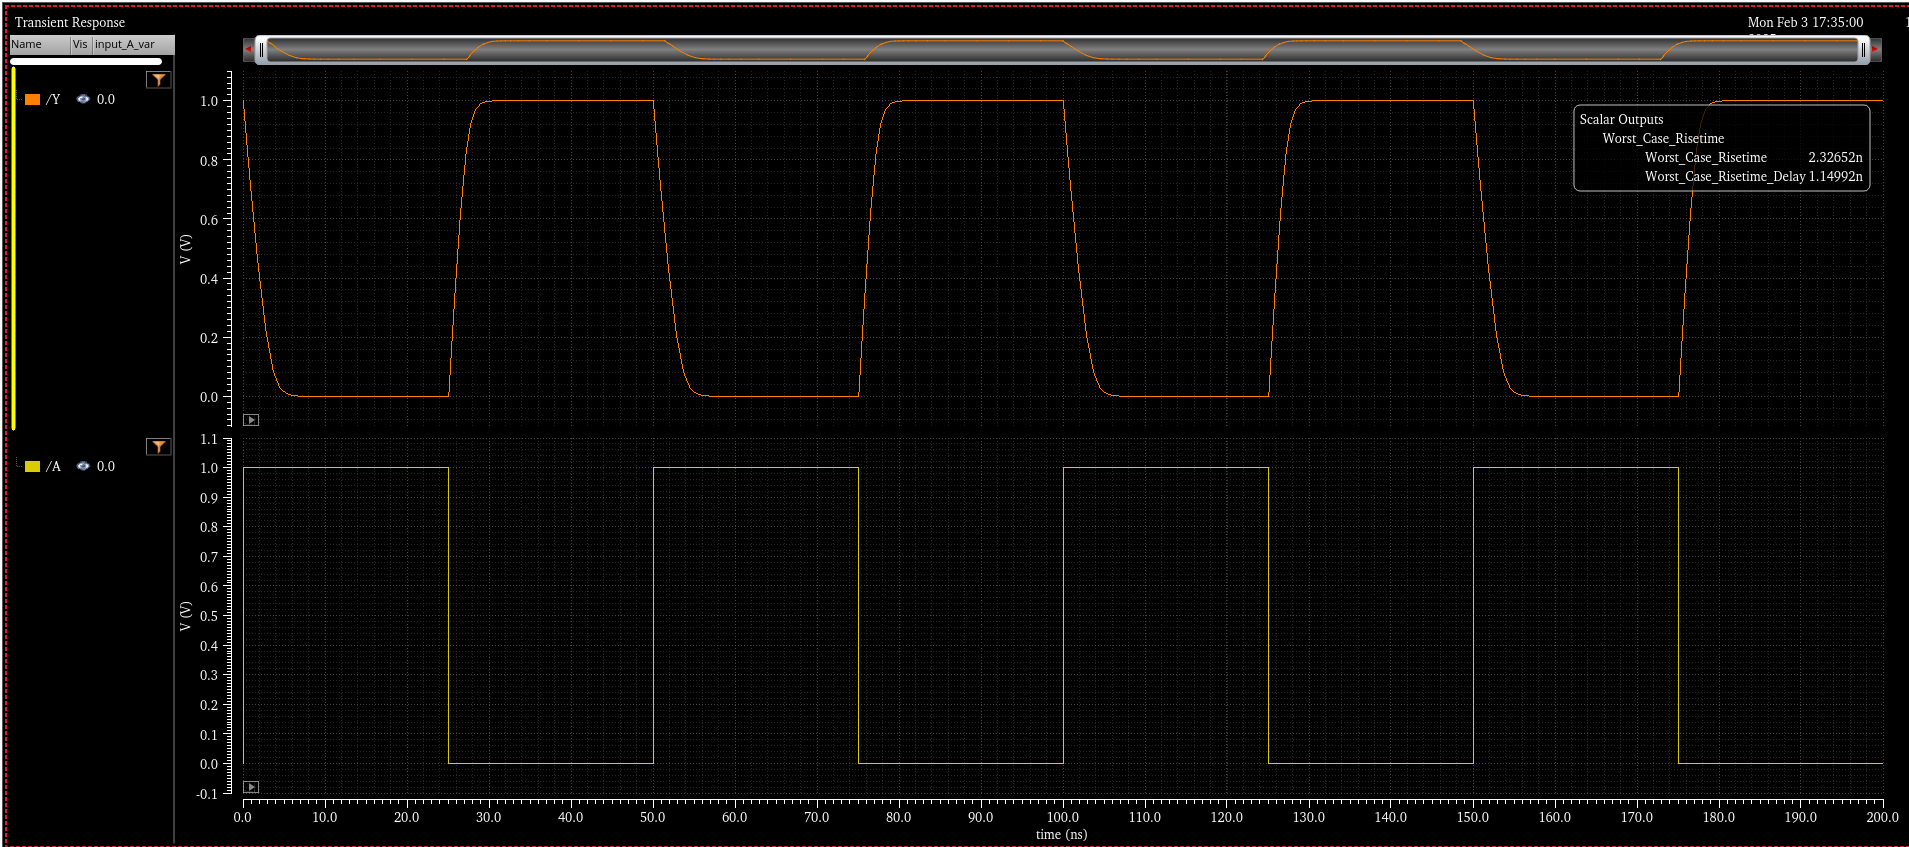 Transient Response
Mon Feb 3 17:35:00
Name Vis input_A_var
/Y 0.0
1.0
0.8
0.6
0.4
0.2
0.0
V (V)
Scalar Outputs
Worst_Case_Risetime
Worst_Case_Risetime 2.32652n
Worst_Case_Risetime_Delay 1.14992n
/A 0.0
1.1
1.0
0.9
0.8
0.7
0.6
0.5
0.4
0.3
0.2
0.1
0.0
-0.1
V (V)
0.0 10.0 20.0 30.0 40.0 50.0 60.0 70.0 80.0 90.0 100.0 110.0 120.0 130.0 140.0 150.0 160.0 170.0 180.0 190.0 200.0
time (ns)